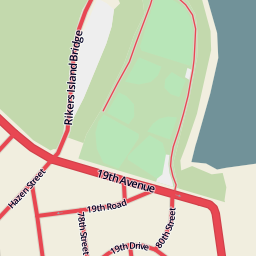 Rikers Island Bridge
19th Avenue
Hazen Street
19th Road
78th Street
80th Street
19th Drive